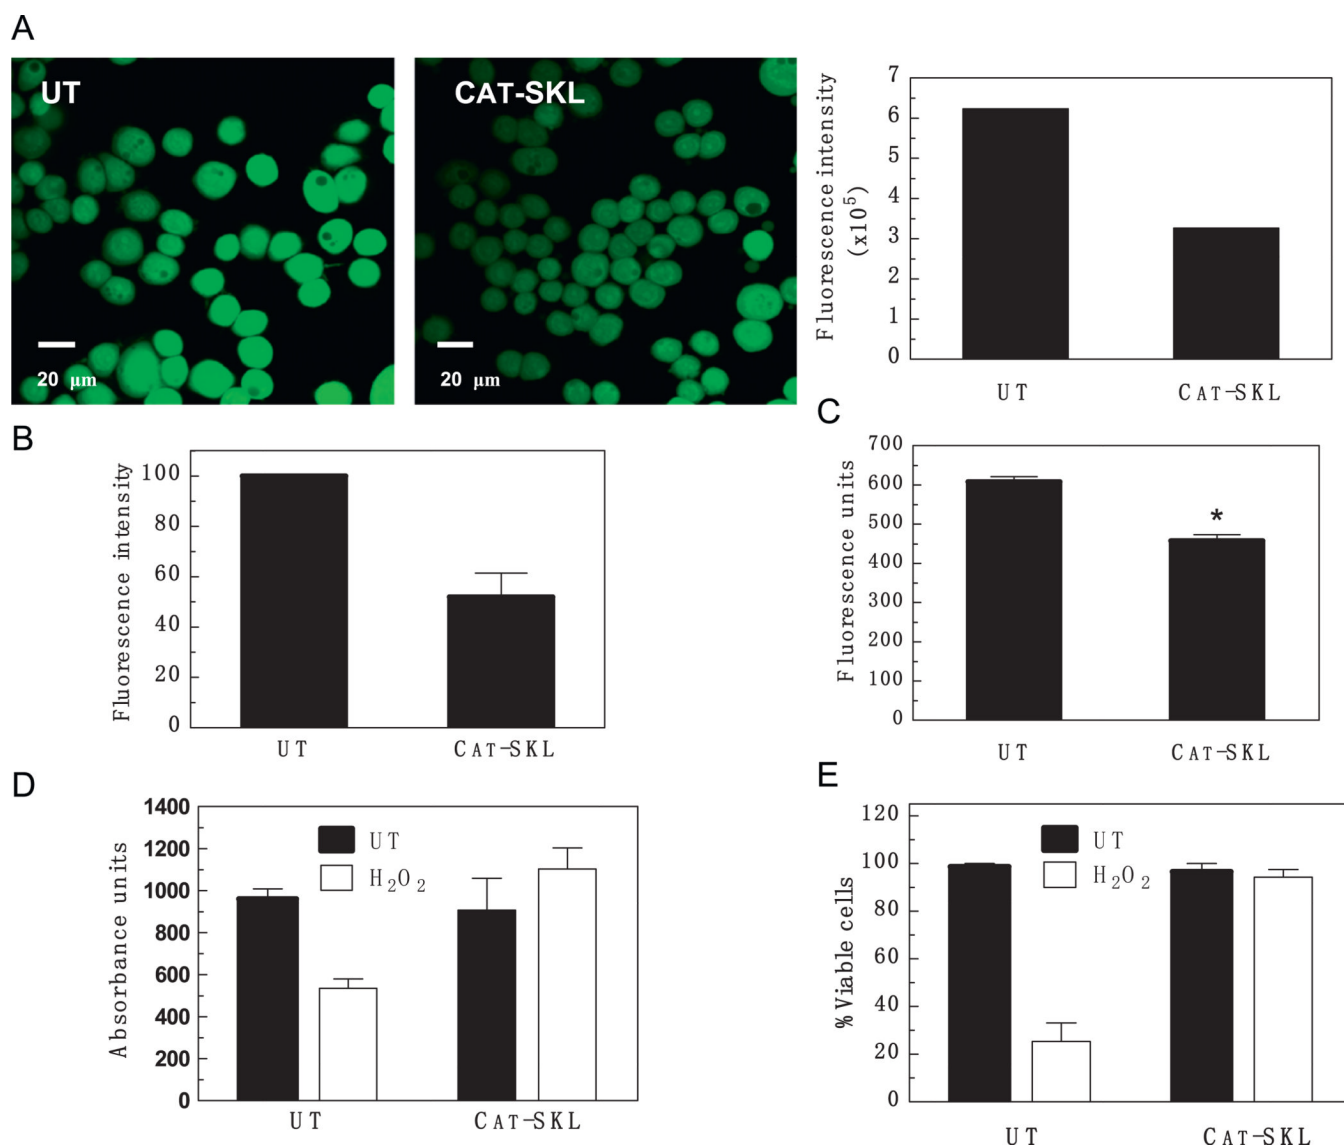 A
UT
20 μm
CAT-SKL
20 μm
Fluorescence intensity
(x10⁵)
7
6
5
4
3
2
1
0
UT
CAT-SKL
B
Fluorescence intensity
100
80
60
40
20
0
UT
CAT-SKL
C
Fluorescence units
700
600
500
400
300
200
100
0
*
UT
CAT-SKL
D
Absorbance units
1400
1200
1000
800
600
400
200
0
UT
H₂O₂
UT
CAT-SKL
E
% Viable cells
120
100
80
60
40
20
0
UT
H₂O₂
UT
CAT-SKL